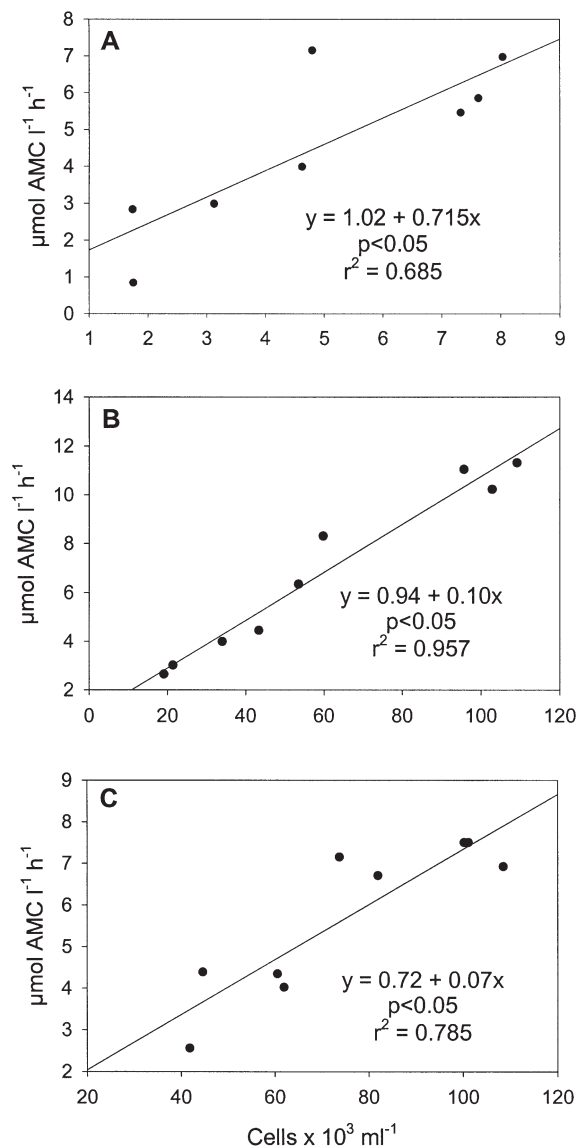 A
8
7
6
5
4
3
2
1
0
µmol AMC l⁻¹ h⁻¹
y = 1.02 + 0.715x
p<0.05
r² = 0.685
1 2 3 4 5 6 7 8 9
B
14
12
10
8
6
4
2
µmol AMC l⁻¹ h⁻¹
y = 0.94 + 0.10x
p<0.05
r² = 0.957
0 20 40 60 80 100 120
C
9
8
7
6
5
4
3
2
µmol AMC l⁻¹ h⁻¹
y = 0.72 + 0.07x
p<0.05
r² = 0.785
20 40 60 80 100 120
Cells x 10³ ml⁻¹